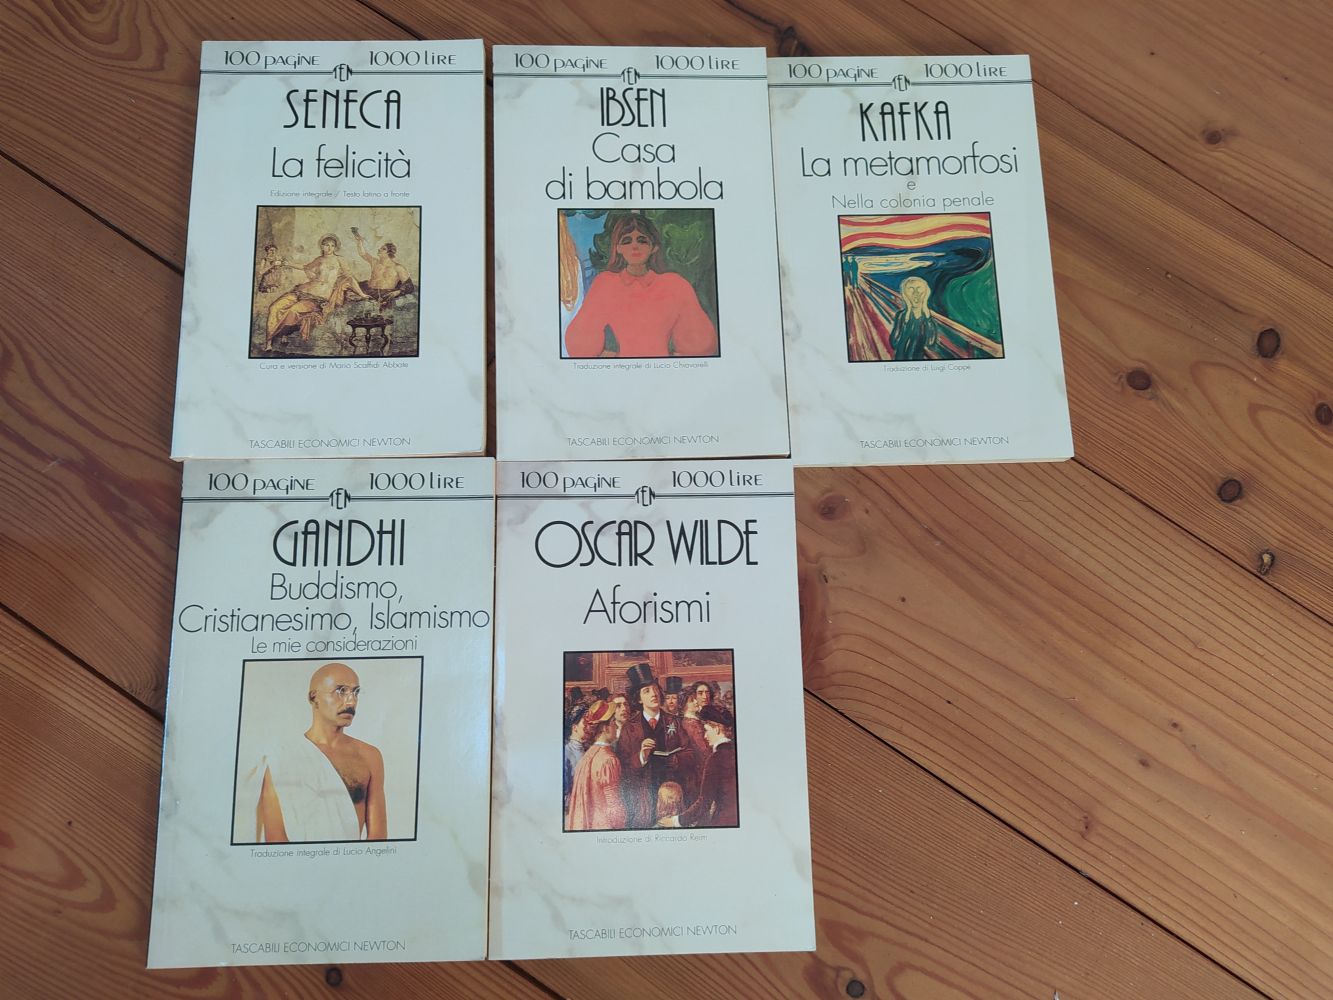 100 pagine 1000 lire
TEN
SENECA
La felicità
Edizione integrale / Testo latino a fronte
Cura e versione di Mario Scaffidi Abbate
TASCABILI ECONOMICI NEWTON
100 pagine 1000 lire
TEN
IBSEN
Casa
di bambola
Traduzione integrale di Lucio Chiavarelli
TASCABILI ECONOMICI NEWTON
100 pagine 1000 lire
TEN
KAFKA
La metamorfosi
e
Nella colonia penale
Traduzione di Luigi Coppé
TASCABILI ECONOMICI NEWTON
100 pagine 1000 lire
TEN
GANDHI
Buddismo,
Cristianesimo, Islamismo
Le mie considerazioni
Traduzione integrale di Lucio Angelini
TASCABILI ECONOMICI NEWTON
100 pagine 1000 lire
TEN
OSCAR WILDE
Aforismi
Introduzione di Riccardo Reim
TASCABILI ECONOMICI NEWTON